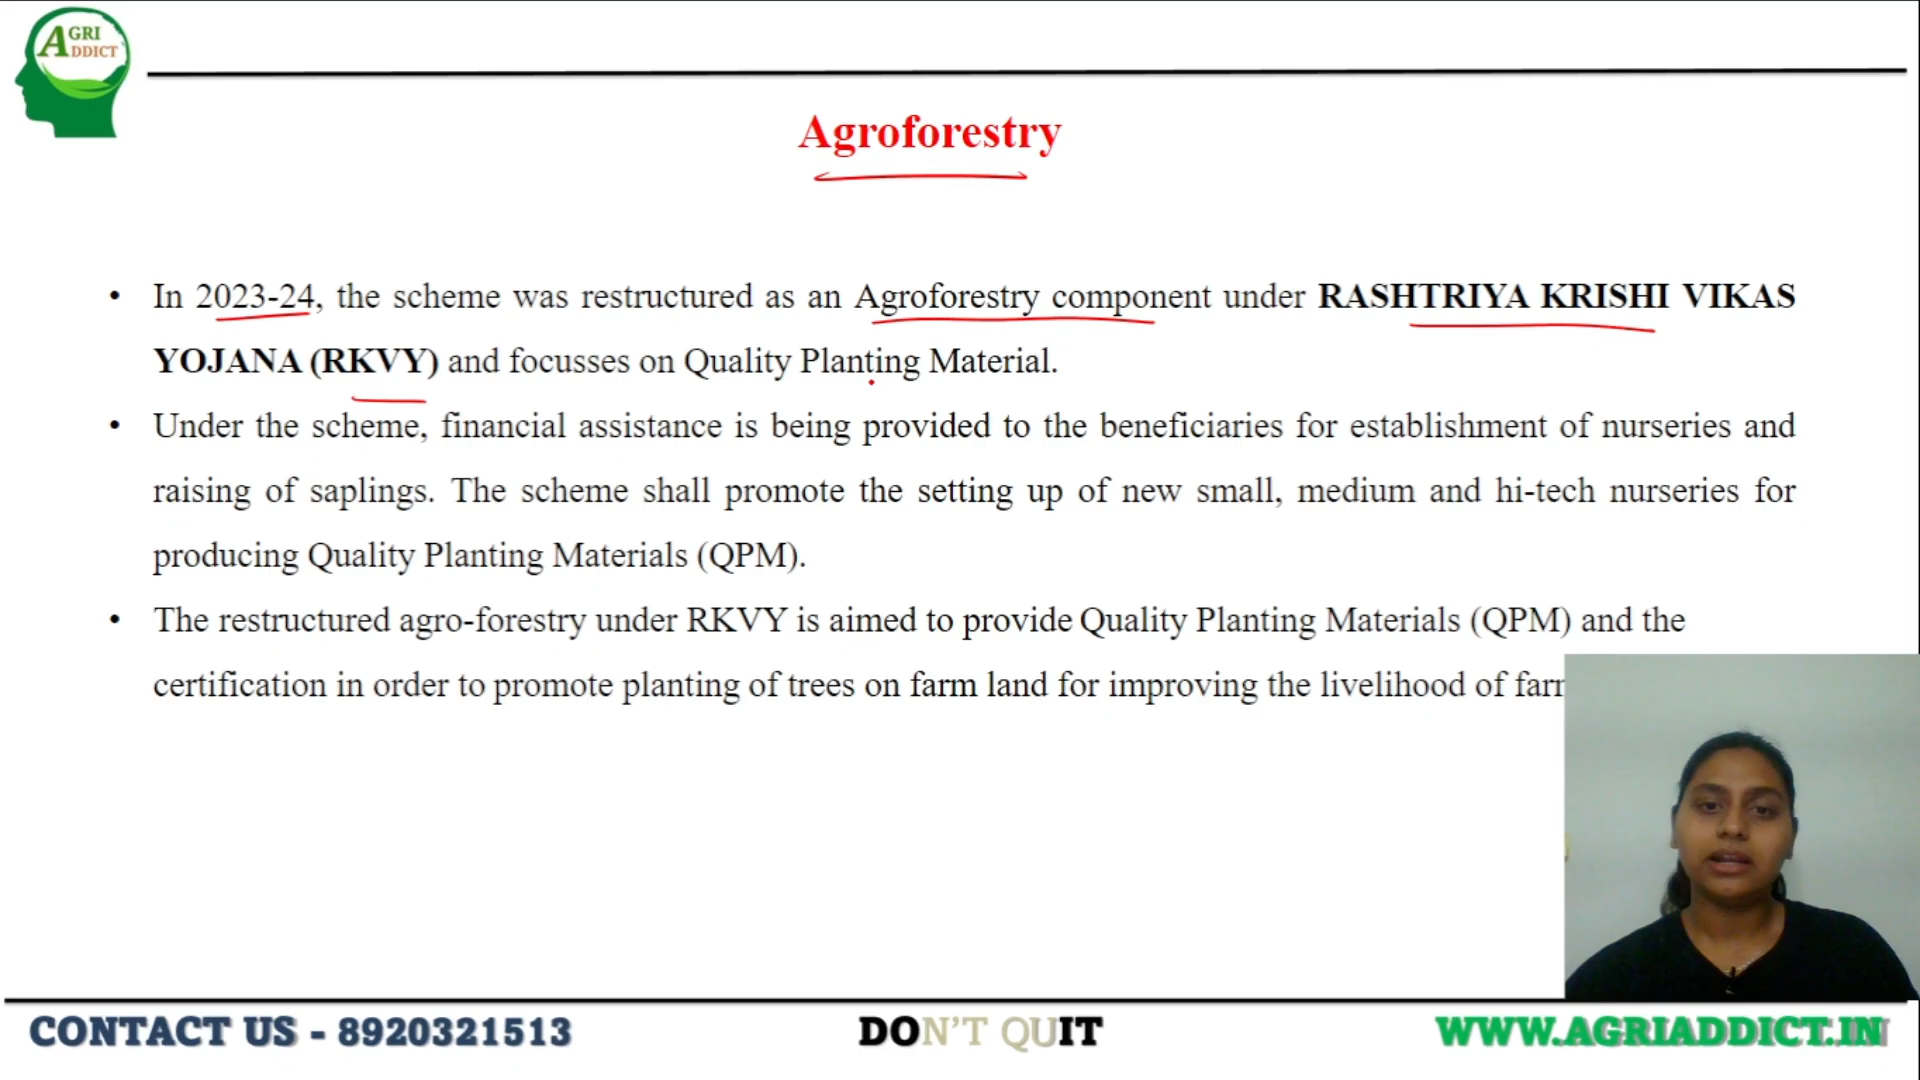 AGRI
ADDICT
Agroforestry
• In 2023-24, the scheme was restructured as an Agroforestry component under RASHTRIYA KRISHI VIKAS
YOJANA (RKVY) and focusses on Quality Planting Material.
• Under the scheme, financial assistance is being provided to the beneficiaries for establishment of nurseries and
raising of saplings. The scheme shall promote the setting up of new small, medium and hi-tech nurseries for
producing Quality Planting Materials (QPM).
• The restructured agro-forestry under RKVY is aimed to provide Quality Planting Materials (QPM) and the
certification in order to promote planting of trees on farm land for improving the livelihood of
CONTACT US - 8920321513
DON'T QUIT
WWW.AGRIADDICT.IN